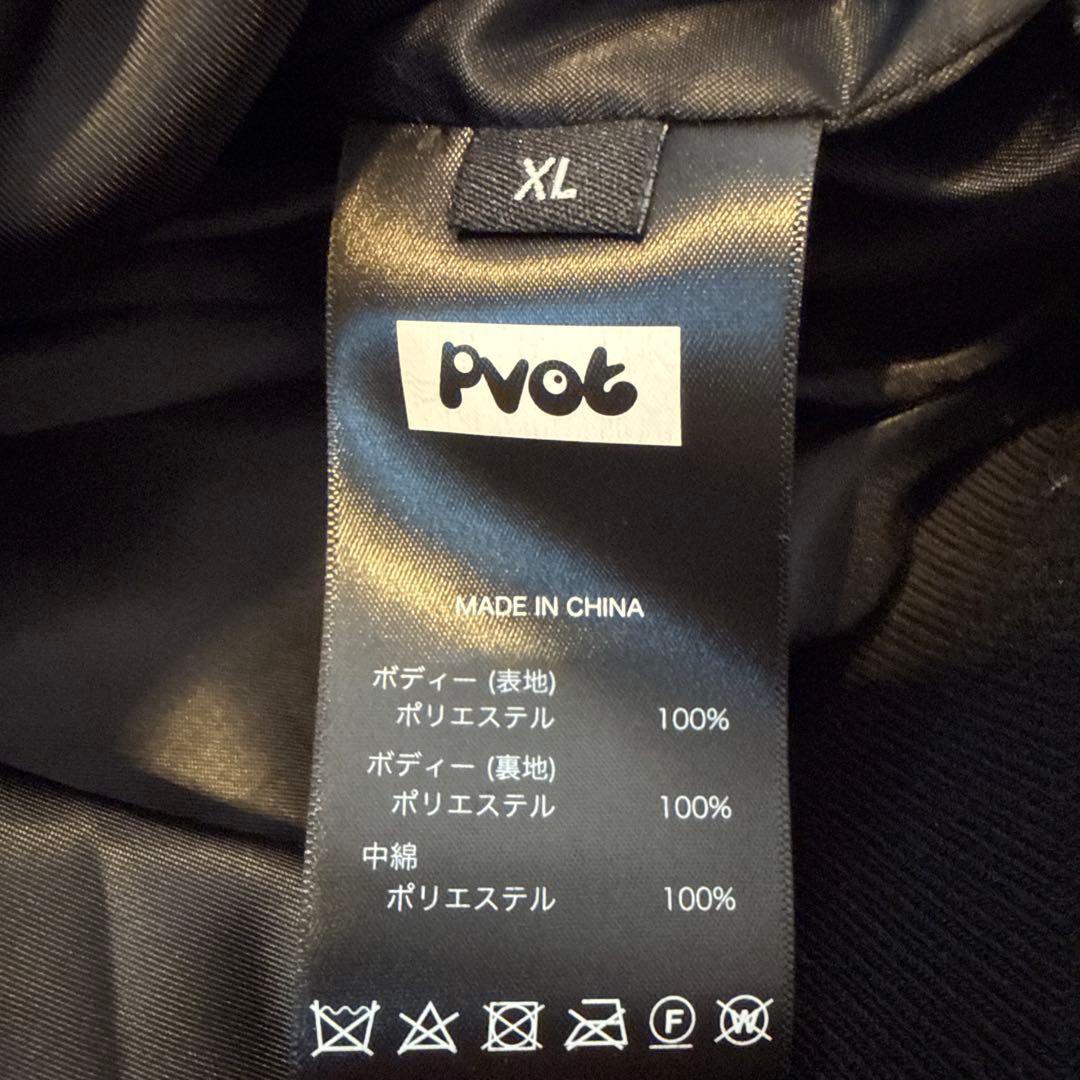 XL
Pvot
MADE IN CHINA
ボディー (表地)
ポリエステル 100%
ボディー (裏地)
ポリエステル 100%
中綿
ポリエステル 100%
F W